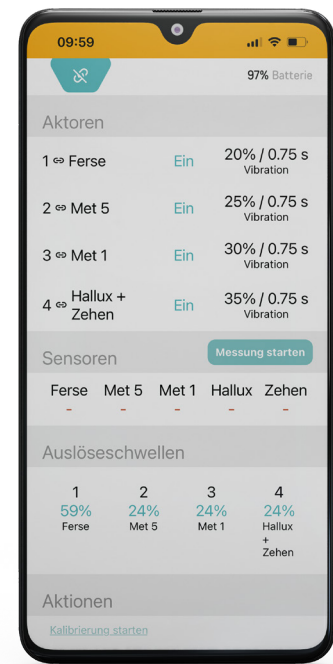 09:59
97% Batterie
Aktoren
1 Ferse Ein 20% / 0.75 s
Vibration
2 Met 5 Ein 25% / 0.75 s
Vibration
3 Met 1 Ein 30% / 0.75 s
Vibration
4 Hallux + Zehen Ein 35% / 0.75 s
Vibration
Sensoren Messung starten
Ferse Met 5 Met 1 Hallux Zehen
- - - - -
Auslöseschwellen
1 2 3 4
59% 24% 24% 24%
Ferse Met 5 Met 1 Hallux
+
Zehen
Aktionen
Kalibrierung starten